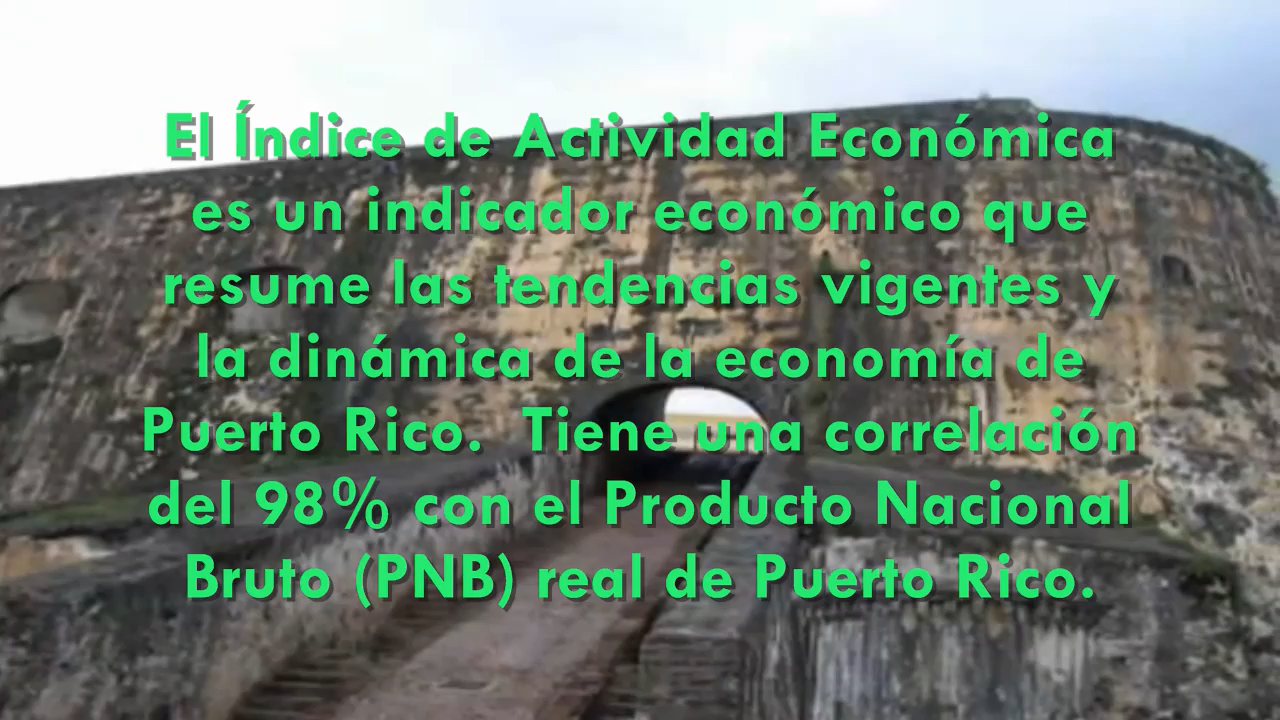 El Índice de Actividad Económica
es un indicador económico que
resume las tendencias vigentes y
la dinámica de la economía de
Puerto Rico.  Tiene una correlación
del 98% con el Producto Nacional
Bruto (PNB) real de Puerto Rico.